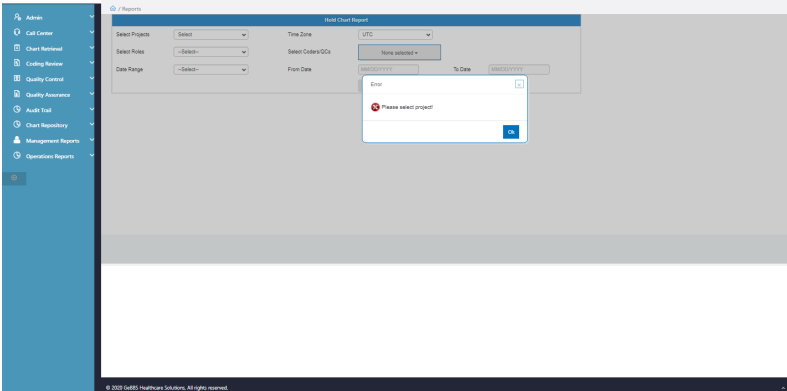 / Reports
Admin
Call Center
Chart Retrieval
Coding Review
Quality Control
Quality Assurance
Audit Trail
Chart Repository
Management Reports
Operations Reports
Hold Chart Report
Select Projects Select Time Zone UTC
Select Roles --Select-- Select Coders/QCs None selected
Date Range --Select-- From Date MM/DD/YYYY To Date MM/DD/YYYY
Error
Please select project!
Ok
© 2020 GeBBS Healthcare Solutions, All rights reserved.